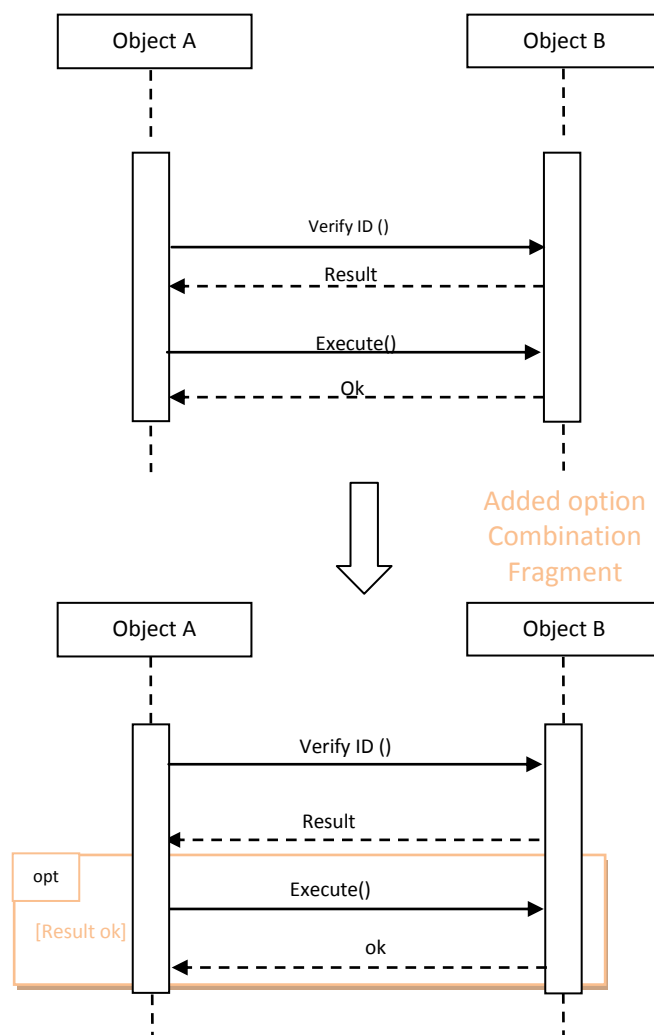 Object A
Object B
Verify ID ()
Result
Execute()
Ok
Added option
Combination
Fragment
Object A
Object B
Verify ID ()
Result
opt
Execute()
[Result ok]
ok